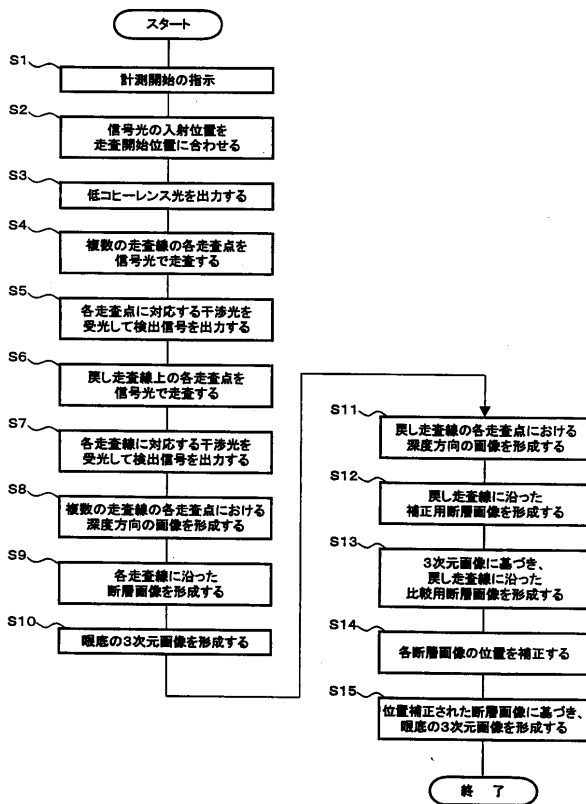 スタート
S1
計測開始の指示
S2
信号光の入射位置を
走査開始位置に合わせる
S3
低コヒーレンス光を出力する
S4
複数の走査線の各走査点を
信号光で走査する
S5
各走査点に対応する干渉光を
受光して検出信号を出力する
S6
戻し走査線上の各走査点を
信号光で走査する
S7
各走査線に対応する干渉光を
受光して検出信号を出力する
S8
複数の走査線の各走査点における
深度方向の画像を形成する
S9
各走査線に沿った
断層画像を形成する
S10
眼底の3次元画像を形成する
S11
戻し走査線の各走査点における
深度方向の画像を形成する
S12
戻し走査線に沿った
補正用断層画像を形成する
S13
3次元画像に基づき、
戻し走査線に沿った
比較用断層画像を形成する
S14
各断層画像の位置を補正する
S15
位置補正された断層画像に基づき、
眼底の3次元画像を形成する
終 了